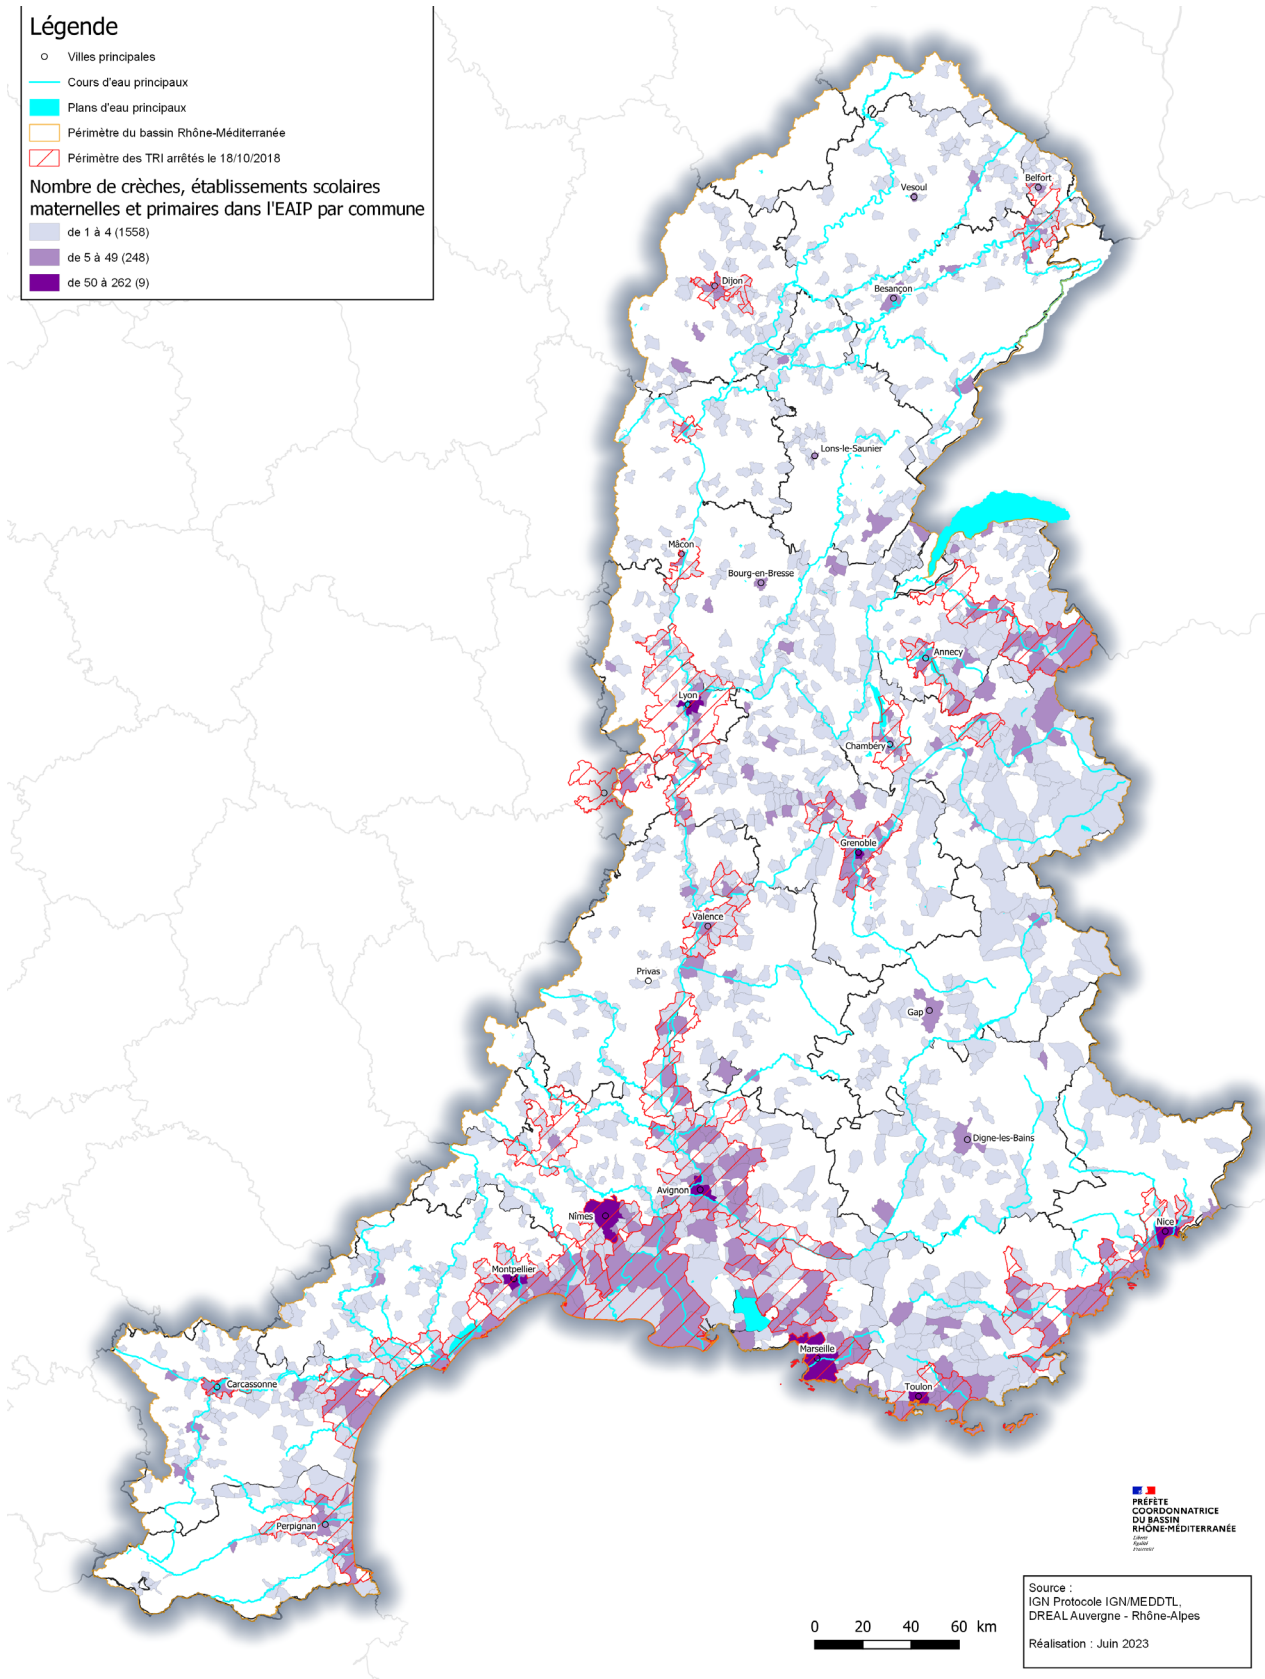 Légende
Villes principales
Cours d'eau principaux
Plans d'eau principaux
Périmètre du bassin Rhône-Méditerranée
Périmètre des TRI arrêtés le 18/10/2018
Nombre de crèches, établissements scolaires
maternelles et primaires dans l'EAIP par commune
de 1 à 4 (1558)
de 5 à 49 (248)
de 50 à 262 (9)
Belfort
Vesoul
Dijon
Besançon
Lons-le-Saunier
Mâcon
Bourg-en-Bresse
Annecy
Lyon
Chambéry
Grenoble
Valence
Privas
Gap
Digne-les-Bains
Avignon
Nîmes
Nice
Montpellier
Marseille
Carcassonne
Toulon
Perpignan
PRÉFÈTE
COORDONNATRICE
DU BASSIN
RHÔNE-MÉDITERRANÉE
Liberté
Égalité
Fraternité
Source :
IGN Protocole IGN/MEDDTL,
DREAL Auvergne - Rhône-Alpes
Réalisation : Juin 2023
0 20 40 60 km